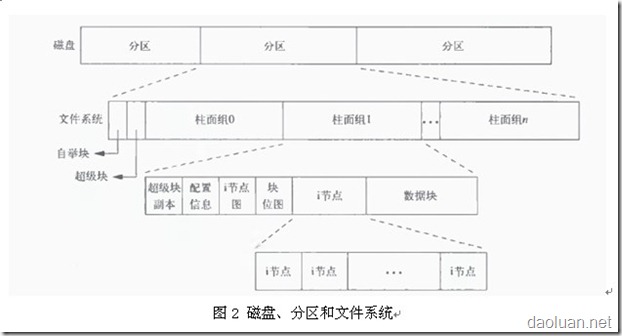 磁盘 分区 分区 分区
文件系统 柱面组0 柱面组1 ••• 柱面组n
自举块
超级块
超级块副本 配置信息 i节点图 块位图 i节点 数据块
i节点 i节点 ••• i节点
图 2 磁盘、分区和文件系统
daoluan.net